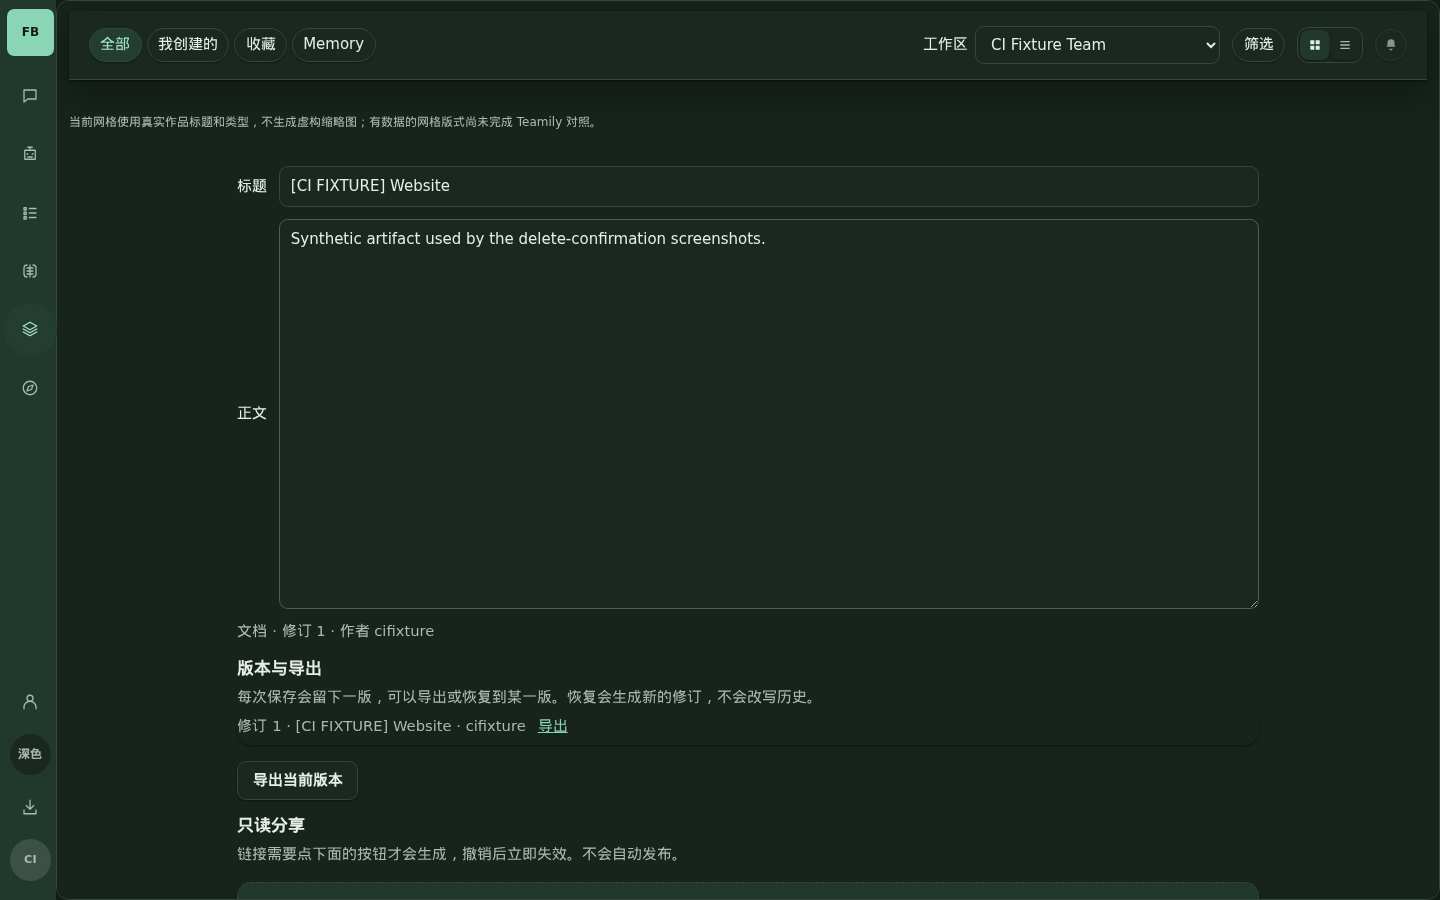 FB
全部 我创建的 收藏 Memory 工作区 CI Fixture Team 筛选
当前网格使用真实作品标题和类型，不生成虚构缩略图；有数据的网格版式尚未完成 Teamily 对照。
标题 [CI FIXTURE] Website
Synthetic artifact used by the delete-confirmation screenshots.
正文
文档 · 修订 1 · 作者 cifixture
版本与导出
每次保存会留下一版，可以导出或恢复到某一版。恢复会生成新的修订，不会改写历史。
修订 1 · [CI FIXTURE] Website · cifixture 导出
深色
导出当前版本
只读分享
链接需要点下面的按钮才会生成，撤销后立即失效。不会自动发布。
CI